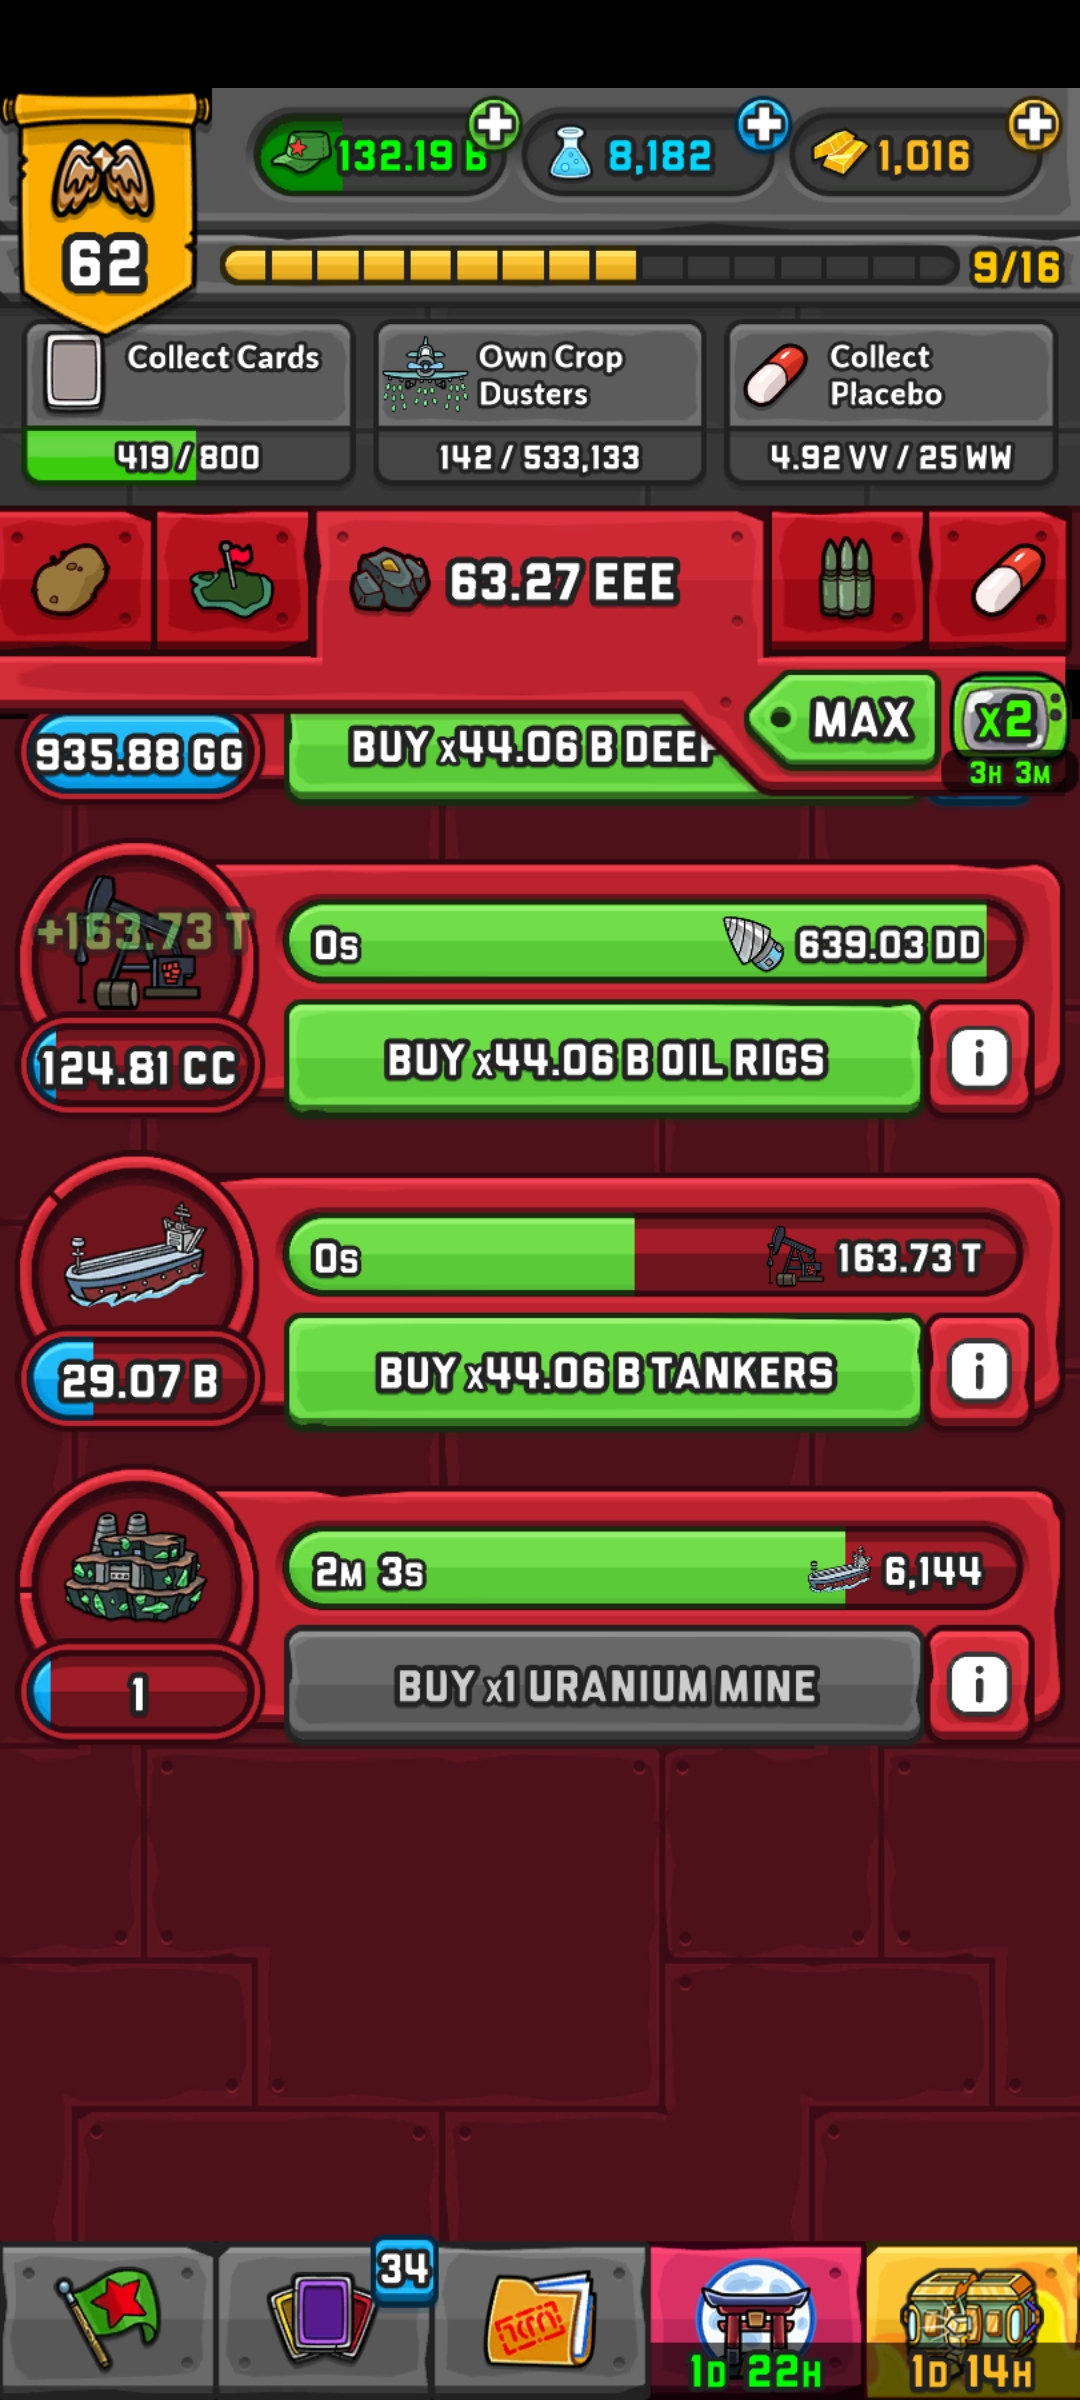 132.19 B
8,182
1,016
62
9/16
Collect Cards
419 / 800
Own Crop
Dusters
142 / 533,133
Collect
Placebo
4.92 VV / 25 WW
63.27 EEE
MAX
x2
3H 3M
935.88 GG
BUY x44.06 B DEEP
+163.73 T
0s
639.03 DD
124.81 CC
BUY x44.06 B OIL RIGS
i
0s
163.73 T
29.07 B
BUY x44.06 B TANKERS
i
2M 3s
6,144
1
BUY x1 URANIUM MINE
i
34
1D 22H
1D 14H